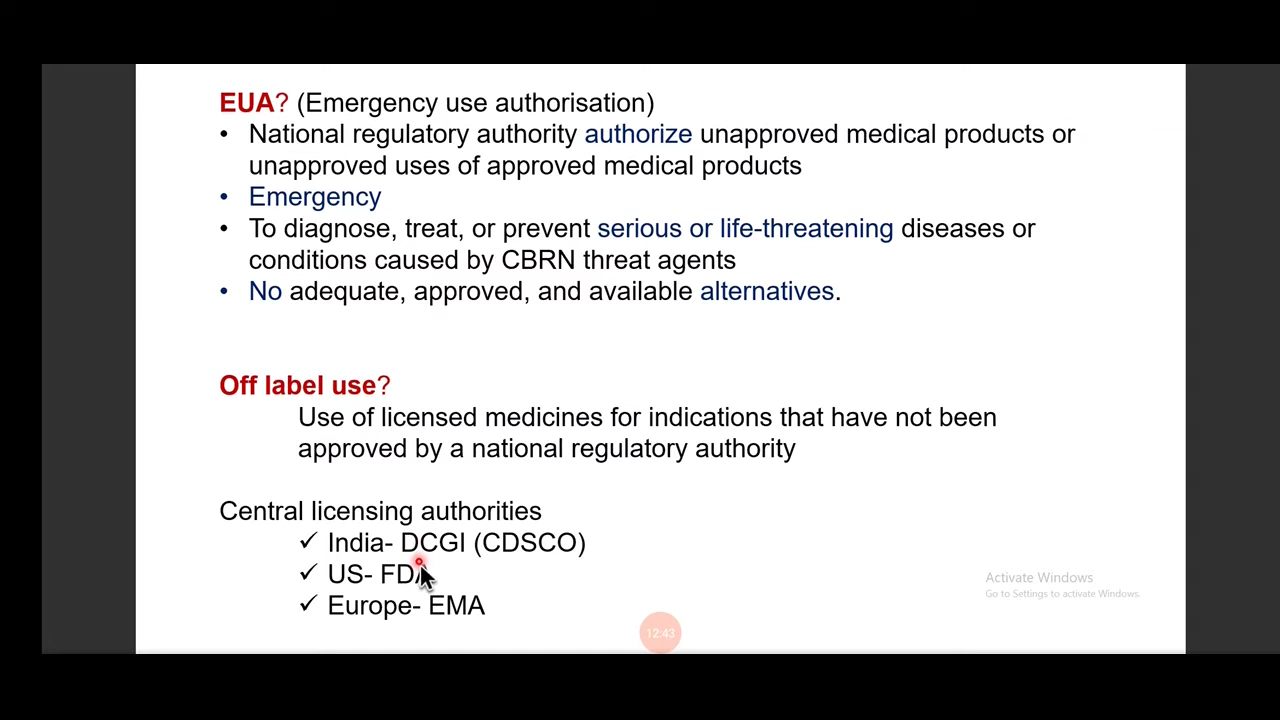 EUA? (Emergency use authorisation)
• National regulatory authority authorize unapproved medical products or
unapproved uses of approved medical products
• Emergency
• To diagnose, treat, or prevent serious or life-threatening diseases or
conditions caused by CBRN threat agents
• No adequate, approved, and available alternatives.
Off label use?
Use of licensed medicines for indications that have not been
approved by a national regulatory authority
Central licensing authorities
✓ India- DCGI (CDSCO)
✓ US- FDA
✓ Europe- EMA
Activate Windows
Go to Settings to activate Windows.
12:43